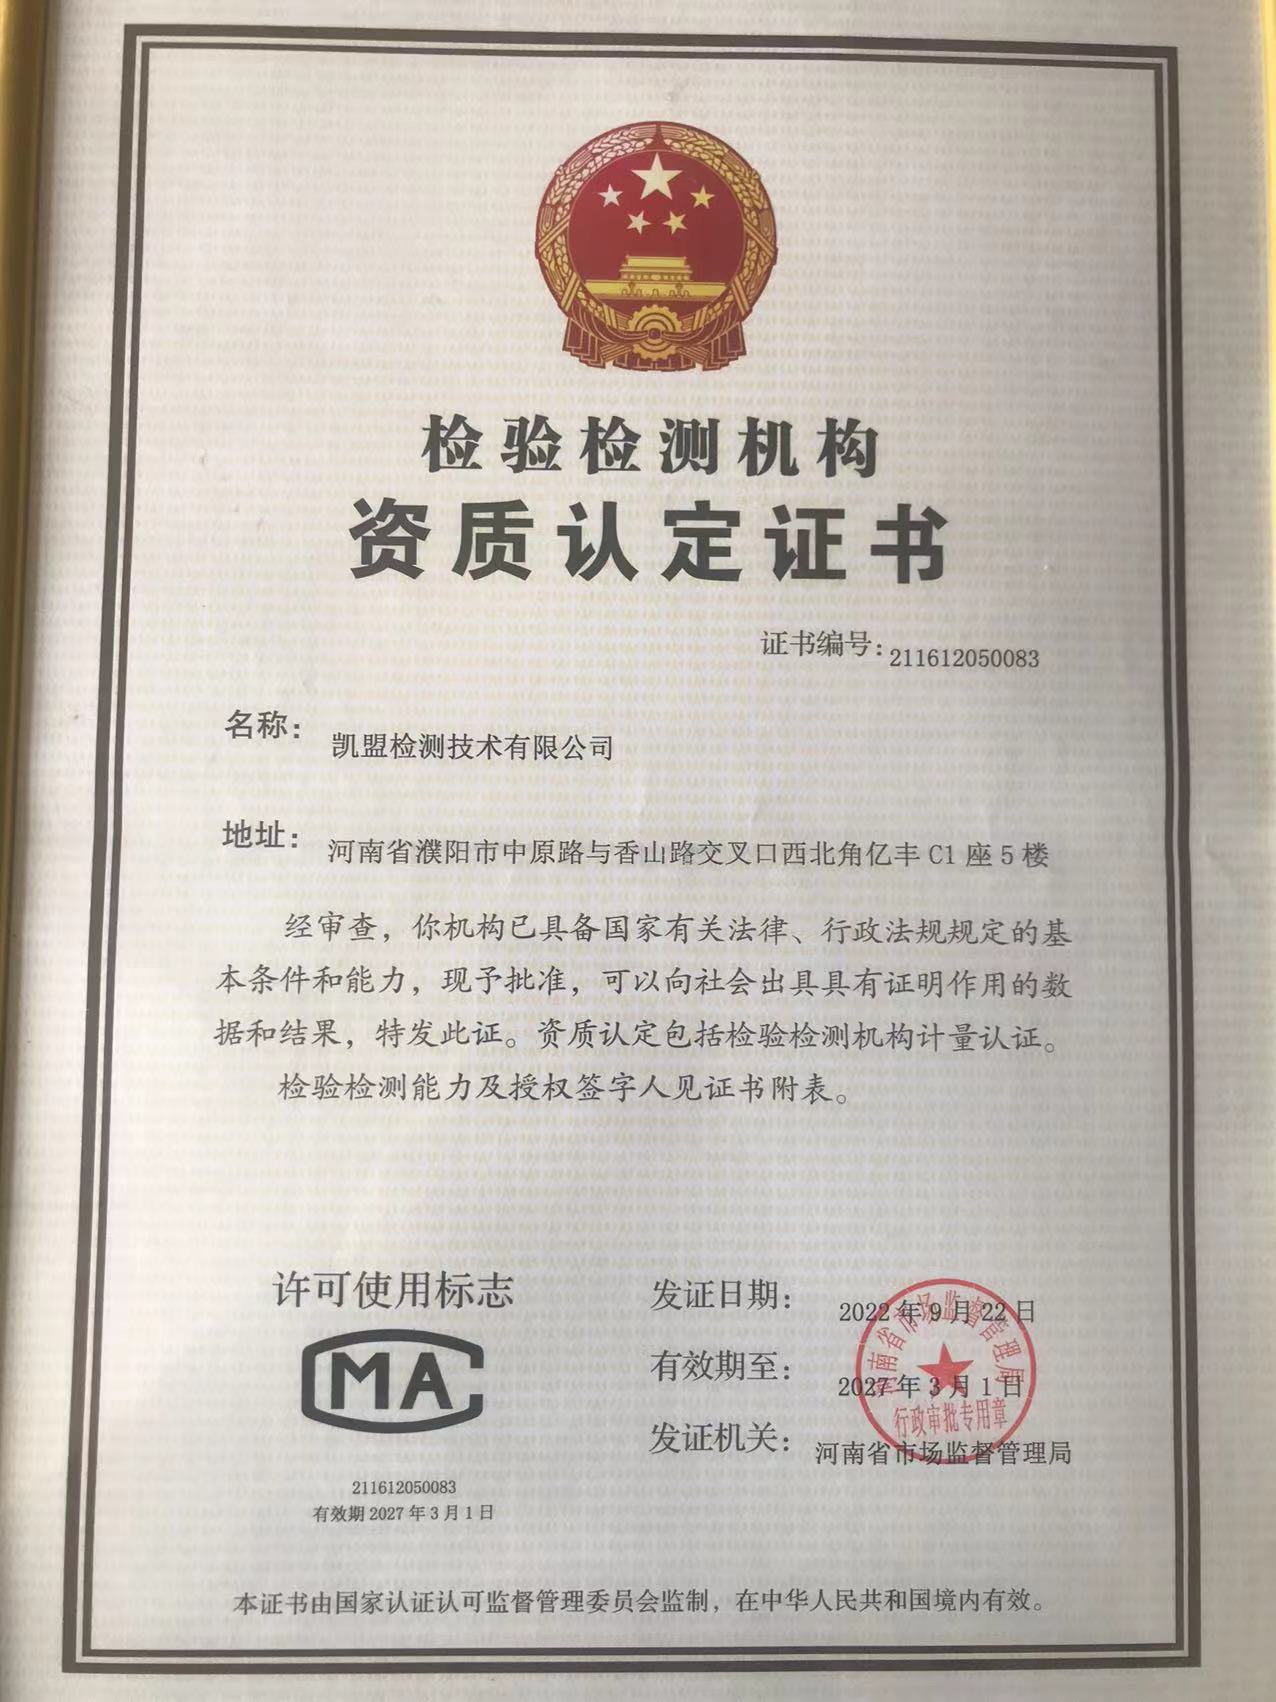 检验检测机构
资质认定证书
证书编号：211612050083
名称：凯盟检测技术有限公司
地址：河南省濮阳市中原路与香山路交叉口西北角亿丰C1座5楼
经审查，你机构已具备国家有关法律、行政法规规定的基
本条件和能力，现予批准，可以向社会出具具有证明作用的数
据和结果，特发此证。资质认定包括检验检测机构计量认证。
检验检测能力及授权签字人见证书附表。
许可使用标志
MA
211612050083
有效期2027年3月1日
发证日期：2022年9月22日
有效期至：2027年3月1日
发证机关：河南省市场监督管理局
河南省市场监督管理局
行政审批专用章
本证书由国家认证认可监督管理委员会监制，在中华人民共和国境内有效。